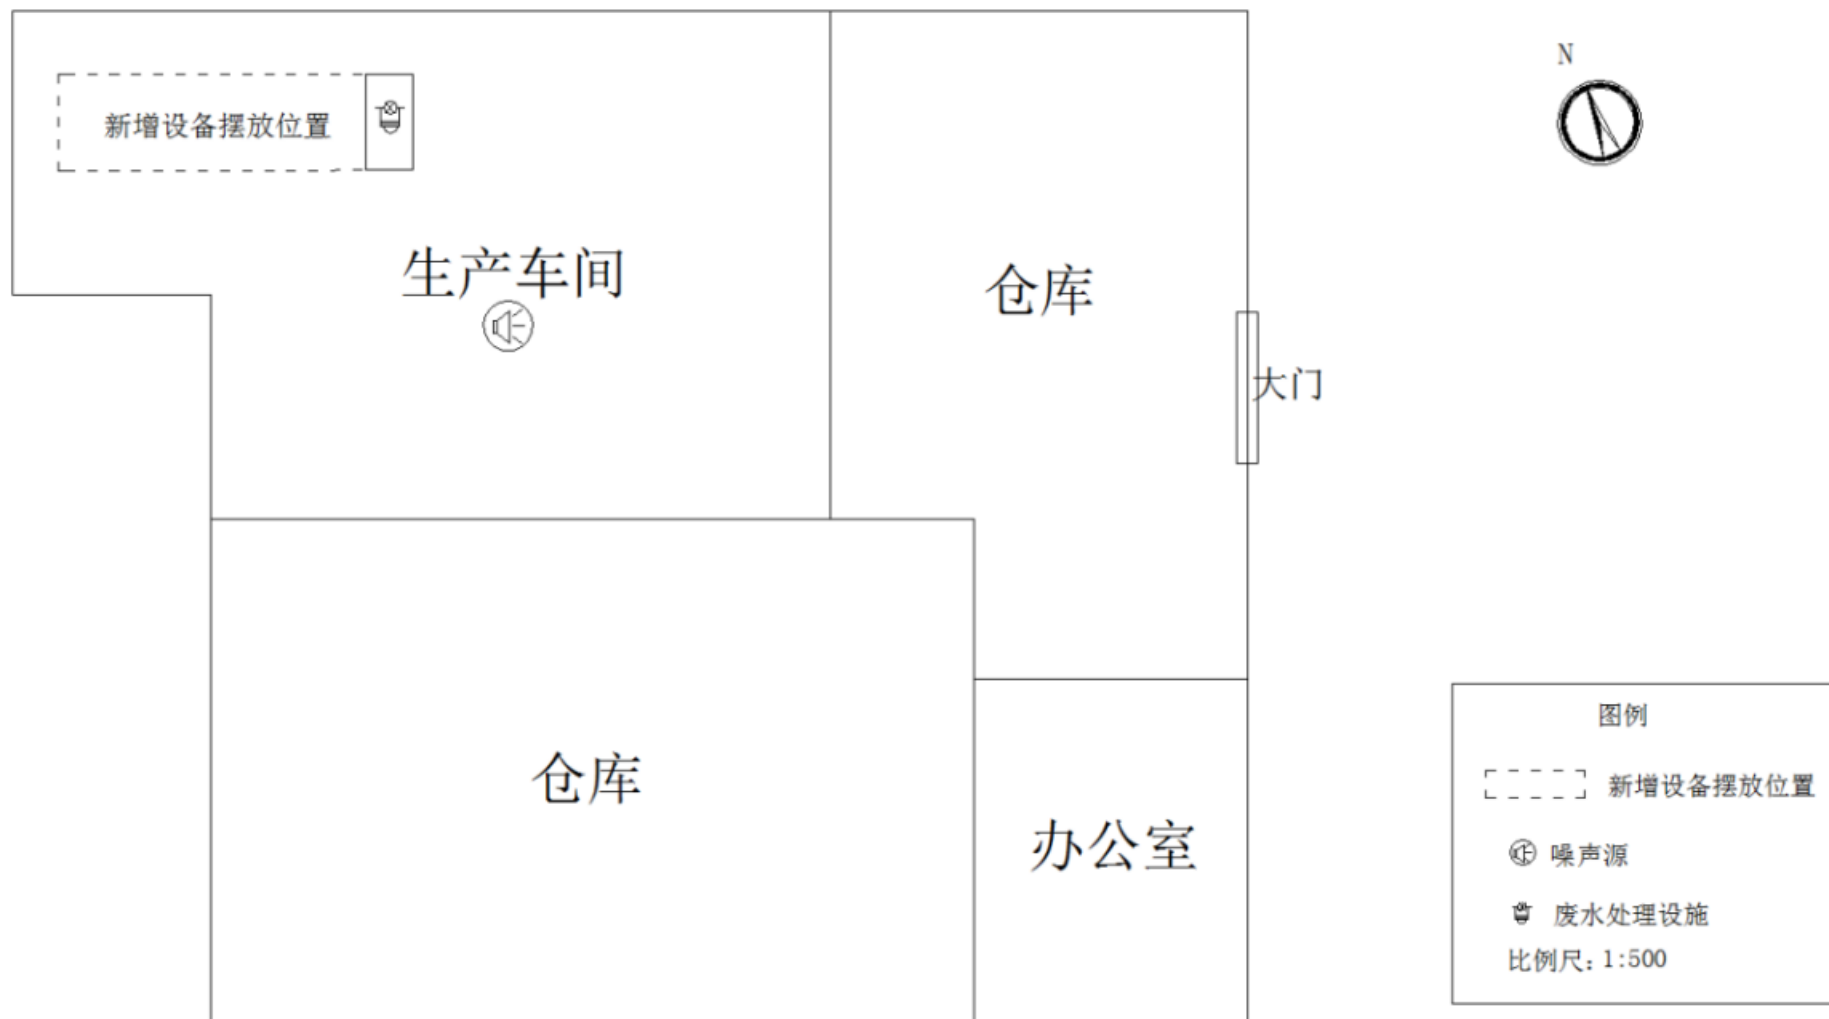 N
新增设备摆放位置
生产车间
仓库
大门
仓库
办公室
图例
新增设备摆放位置
噪声源
废水处理设施
比例尺：1:500